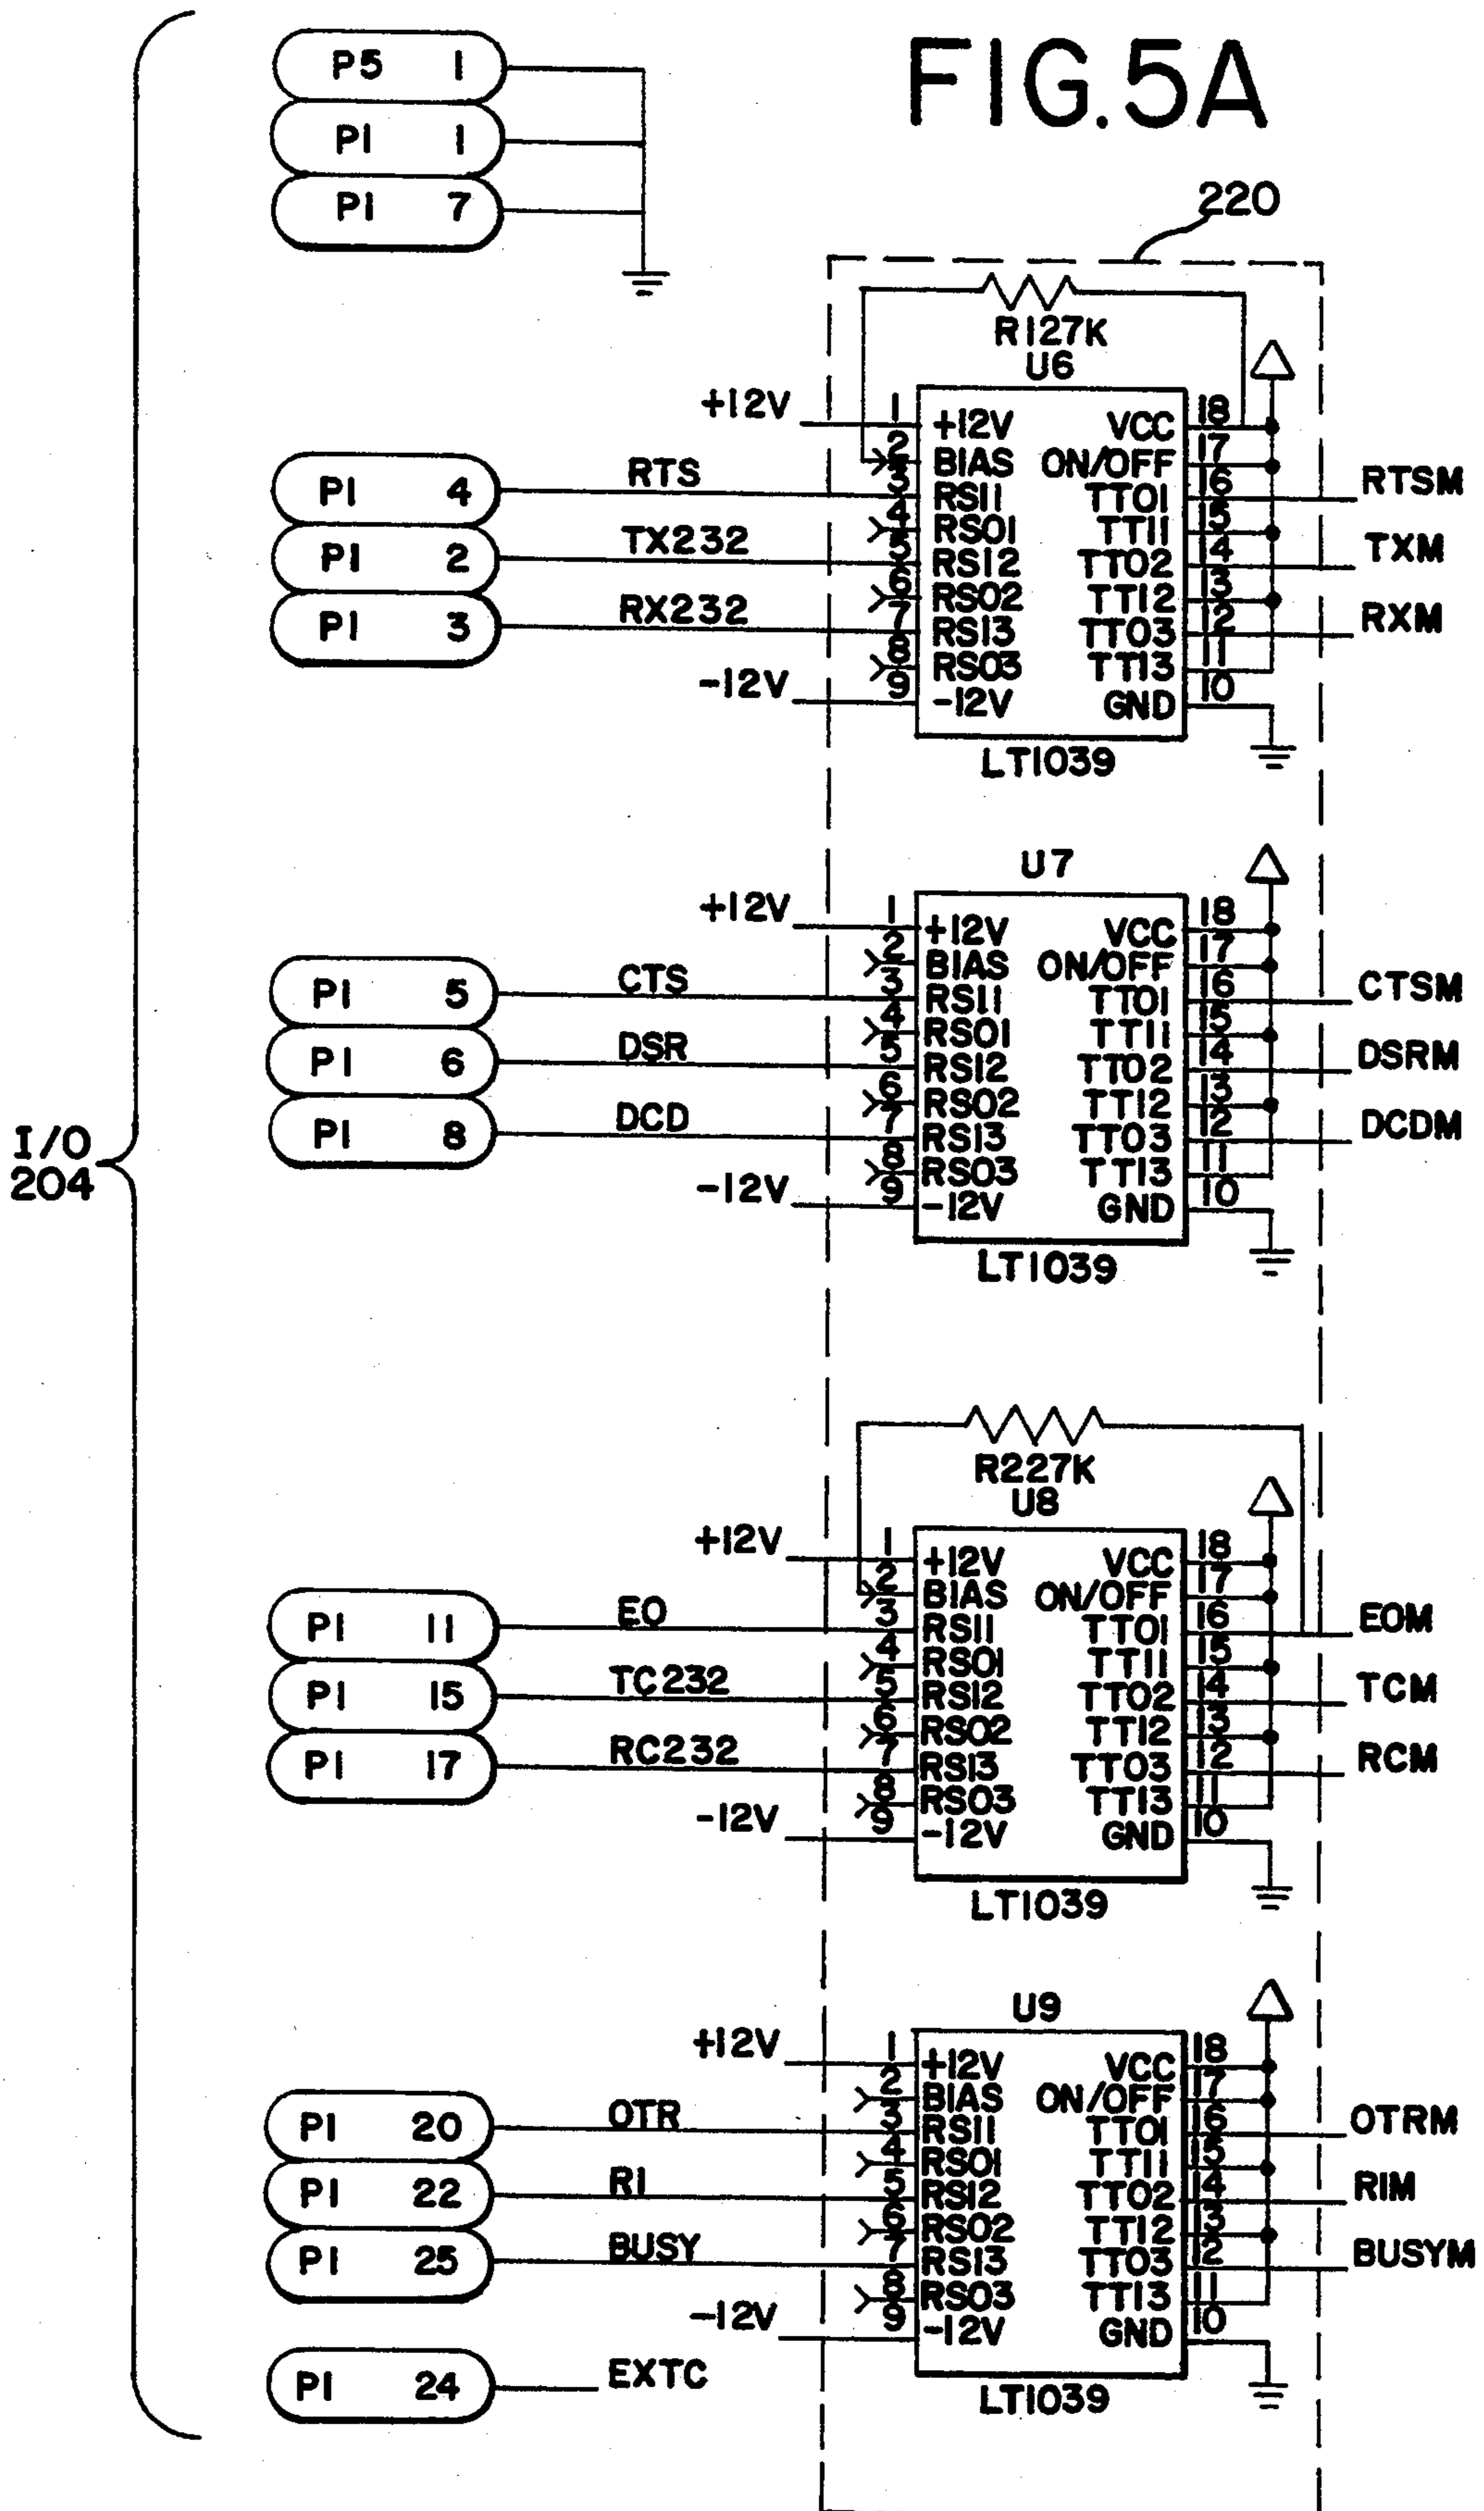 FIG.5A
P5 1
P1 1
P1 7
220
R127K
U6
+12V 1 +12V VCC 18
2 BIAS ON/OFF 17
P1 4 RTS 3 RSI1 TTO1 16 RTSM
4 RSO1 TTI1 15
P1 2 TX232 5 RSI2 TTO2 14 TXM
6 RSO2 TTI2 13
P1 3 RX232 7 RSI3 TTO3 12 RXM
8 RSO3 TTI3 11
-12V 9 -12V GND 10
LT1039
U7
+12V 1 +12V VCC 18
2 BIAS ON/OFF 17
P1 5 CTS 3 RSI1 TTO1 16 CTSM
4 RSO1 TTI1 15
P1 6 DSR 5 RSI2 TTO2 14 DSRM
6 RSO2 TTI2 13
P1 8 DCD 7 RSI3 TTO3 12 DCDM
8 RSO3 TTI3 11
-12V 9 -12V GND 10
LT1039
I/O
204
R227K
U8
+12V 1 +12V VCC 18
2 BIAS ON/OFF 17
P1 11 EO 3 RSI1 TTO1 16 EOM
4 RSO1 TTI1 15
P1 15 TC232 5 RSI2 TTO2 14 TCM
6 RSO2 TTI2 13
P1 17 RC232 7 RSI3 TTO3 12 RCM
8 RSO3 TTI3 11
-12V 9 -12V GND 10
LT1039
U9
+12V 1 +12V VCC 18
2 BIAS ON/OFF 17
P1 20 OTR 3 RSI1 TTO1 16 OTRM
4 RSO1 TTI1 15
P1 22 RI 5 RSI2 TTO2 14 RIM
6 RSO2 TTI2 13
P1 25 BUSY 7 RSI3 TTO3 12 BUSYM
8 RSO3 TTI3 11
-12V 9 -12V GND 10
P1 24 EXTC
LT1039